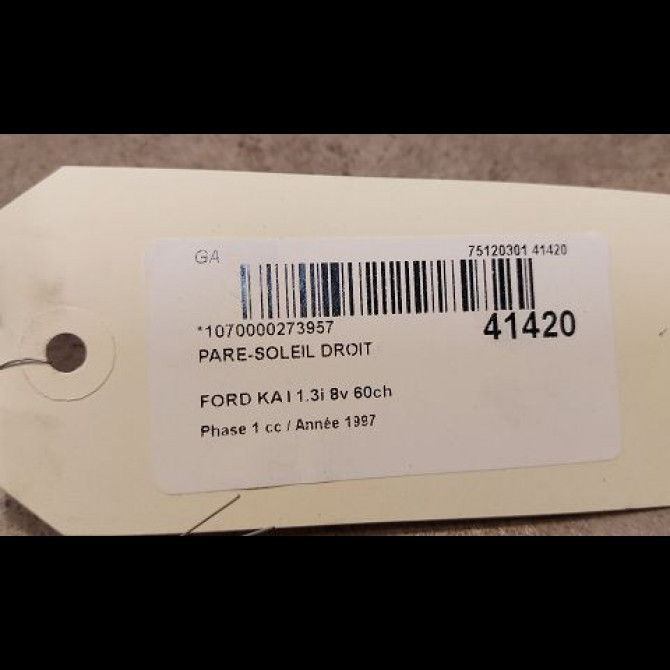 GA 75120301 41420
*1070000273957 41420
PARE-SOLEIL DROIT
FORD KA I 1.3i 8v 60ch
Phase 1 cc / Année 1997